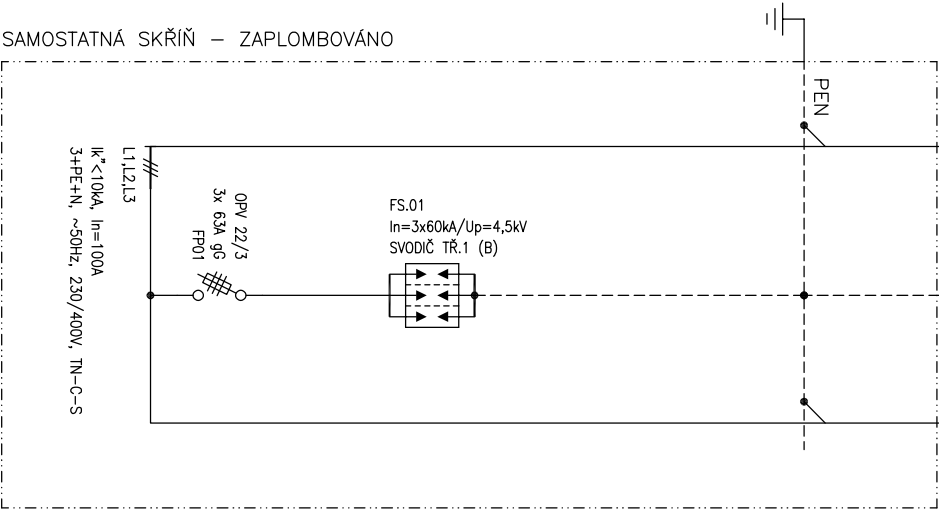 SAMOSTATNÁ SKŘÍŇ – ZAPLOMBOVÁNO
PEN
L1,L2,L3
Ik"<10kA, In=100A
3+PE+N, ~50Hz, 230/400V, TN-C-S
OPV 22/3
3x 63A gG
FP01
FS.01
In=3x60kA/Up=4,5kV
SVODIČ TŘ.1 (B)